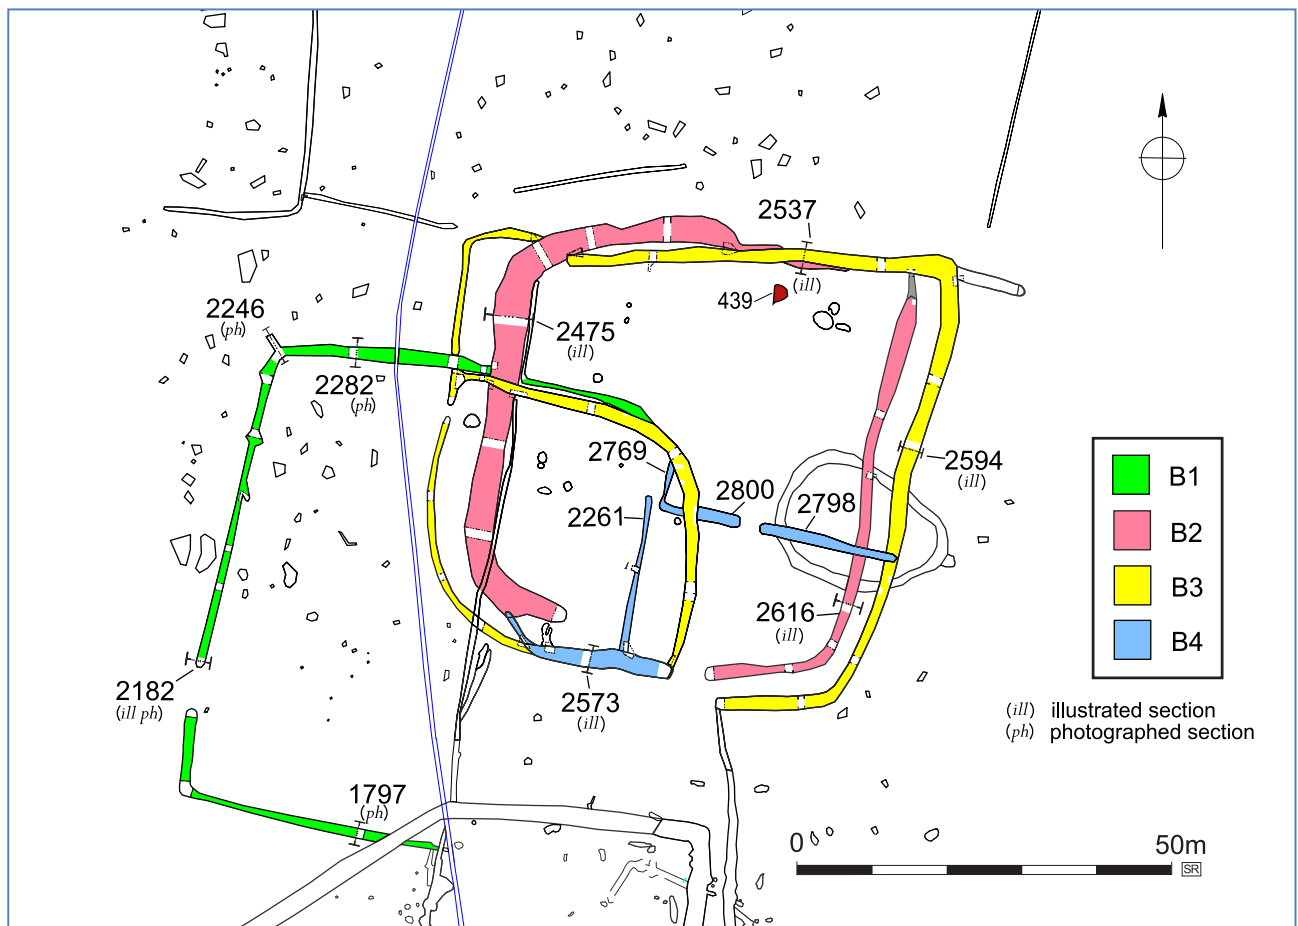 2537
(ill)
439
2246
(ph)
2475
(ill)
2282
(ph)
2769
2594
(ill)
2800
2798
2261
B1
B2
B3
B4
2616
(ill)
2182
(ill ph)
2573
(ill)
(ill) illustrated section
(ph) photographed section
1797
(ph)
0 50m
SR